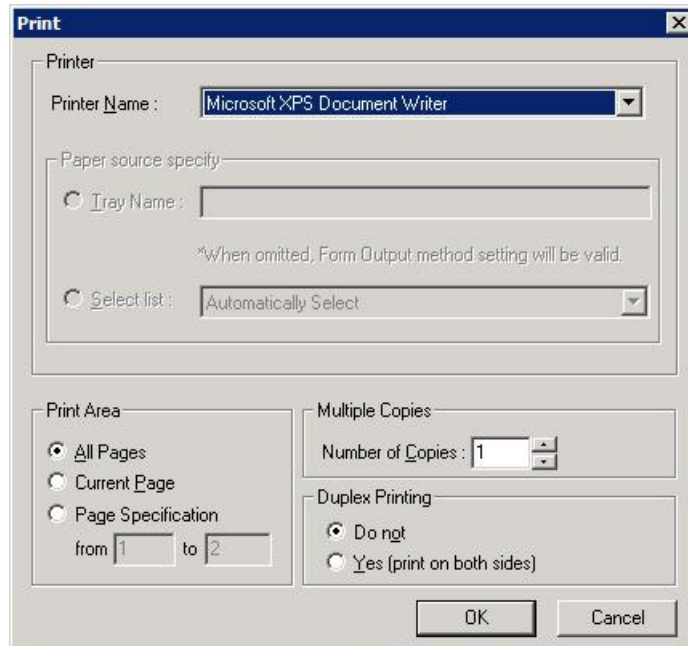 Print
Printer
Printer Name : Microsoft XPS Document Writer
Paper source specify
Tray Name :
*When omitted, Form Output method setting will be valid.
Select list : Automatically Select
Print Area
All Pages
Current Page
Page Specification
from 1 to 2
Multiple Copies
Number of Copies : 1
Duplex Printing
Do not
Yes (print on both sides)
OK Cancel